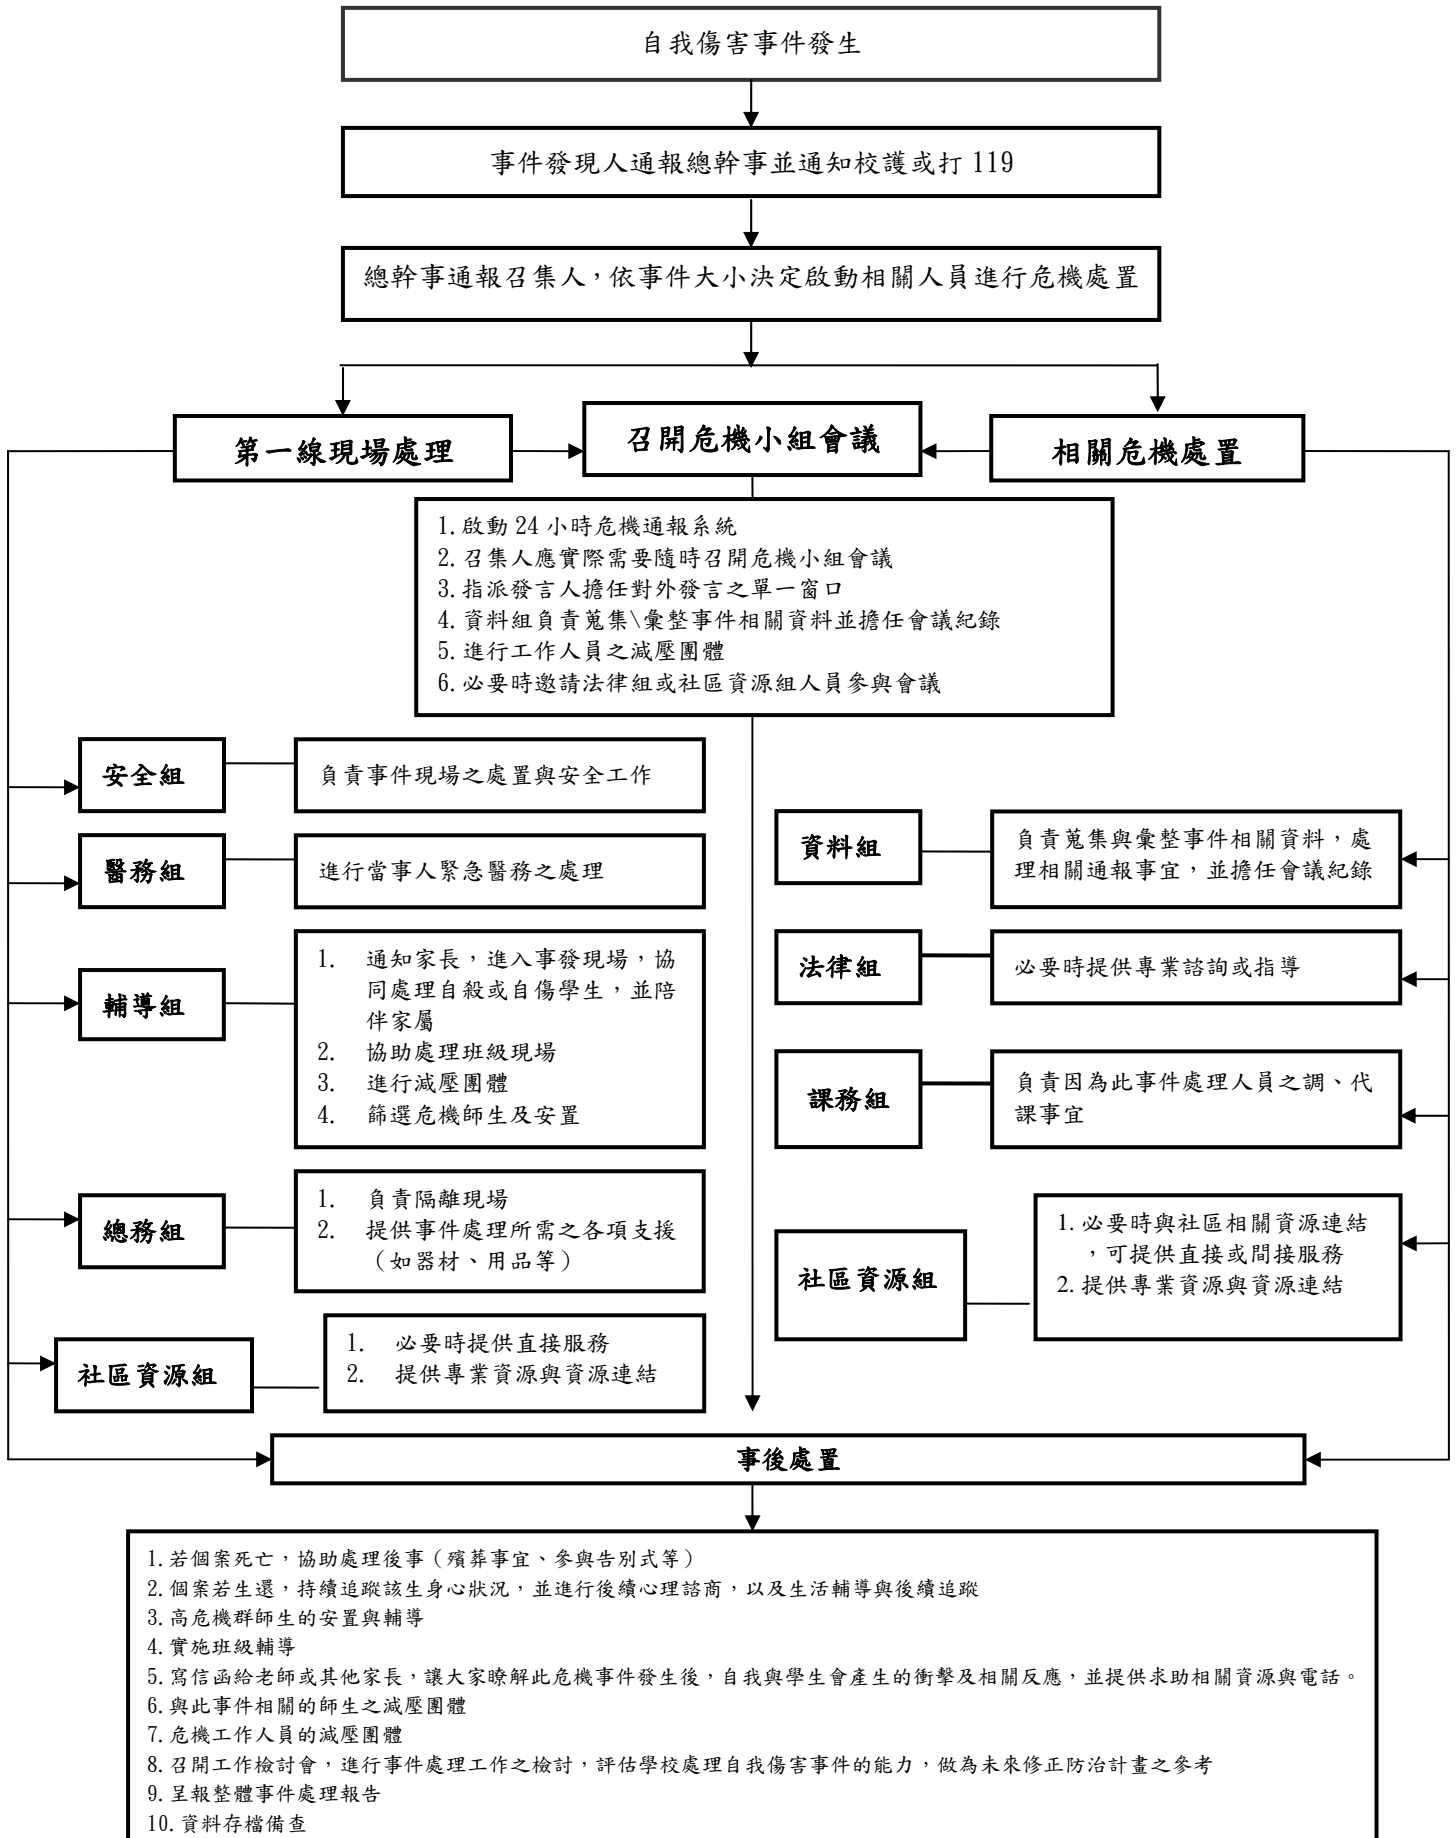 自我傷害事件發生
事件發現人通報總幹事並通知校護或打 119
總幹事通報召集人，依事件大小決定啟動相關人員進行危機處置
第一線現場處理
召開危機小組會議
相關危機處置
1.啟動 24 小時危機通報系統
2.召集人應實際需要隨時召開危機小組會議
3.指派發言人擔任對外發言之單一窗口
4.資料組負責蒐集\彙整事件相關資料並擔任會議紀錄
5.進行工作人員之減壓團體
6.必要時邀請法律組或社區資源組人員參與會議
安全組
負責事件現場之處置與安全工作
醫務組
進行當事人緊急醫務之處理
輔導組
1. 通知家長，進入事發現場，協
同處理自殺或自傷學生，並陪
伴家屬
2. 協助處理班級現場
3. 進行減壓團體
4. 篩選危機師生及安置
總務組
1. 負責隔離現場
2. 提供事件處理所需之各項支援
（如器材、用品等）
社區資源組
1. 必要時提供直接服務
2. 提供專業資源與資源連結
資料組
負責蒐集與彙整事件相關資料，處
理相關通報事宜，並擔任會議紀錄
法律組
必要時提供專業諮詢或指導
課務組
負責因為此事件處理人員之調、代
課事宜
社區資源組
1.必要時與社區相關資源連結
，可提供直接或間接服務
2.提供專業資源與資源連結
事後處置
1.若個案死亡，協助處理後事（殯葬事宜、參與告別式等）
2.個案若生還，持續追蹤該生身心狀況，並進行後續心理諮商，以及生活輔導與後續追蹤
3.高危機群師生的安置與輔導
4.實施班級輔導
5.寫信函給老師或其他家長，讓大家瞭解此危機事件發生後，自我與學生會產生的衝擊及相關反應，並提供求助相關資源與電話。
6.與此事件相關的師生之減壓團體
7.危機工作人員的減壓團體
8.召開工作檢討會，進行事件處理工作之檢討，評估學校處理自我傷害事件的能力，做為未來修正防治計畫之參考
9.呈報整體事件處理報告
10.資料存檔備查